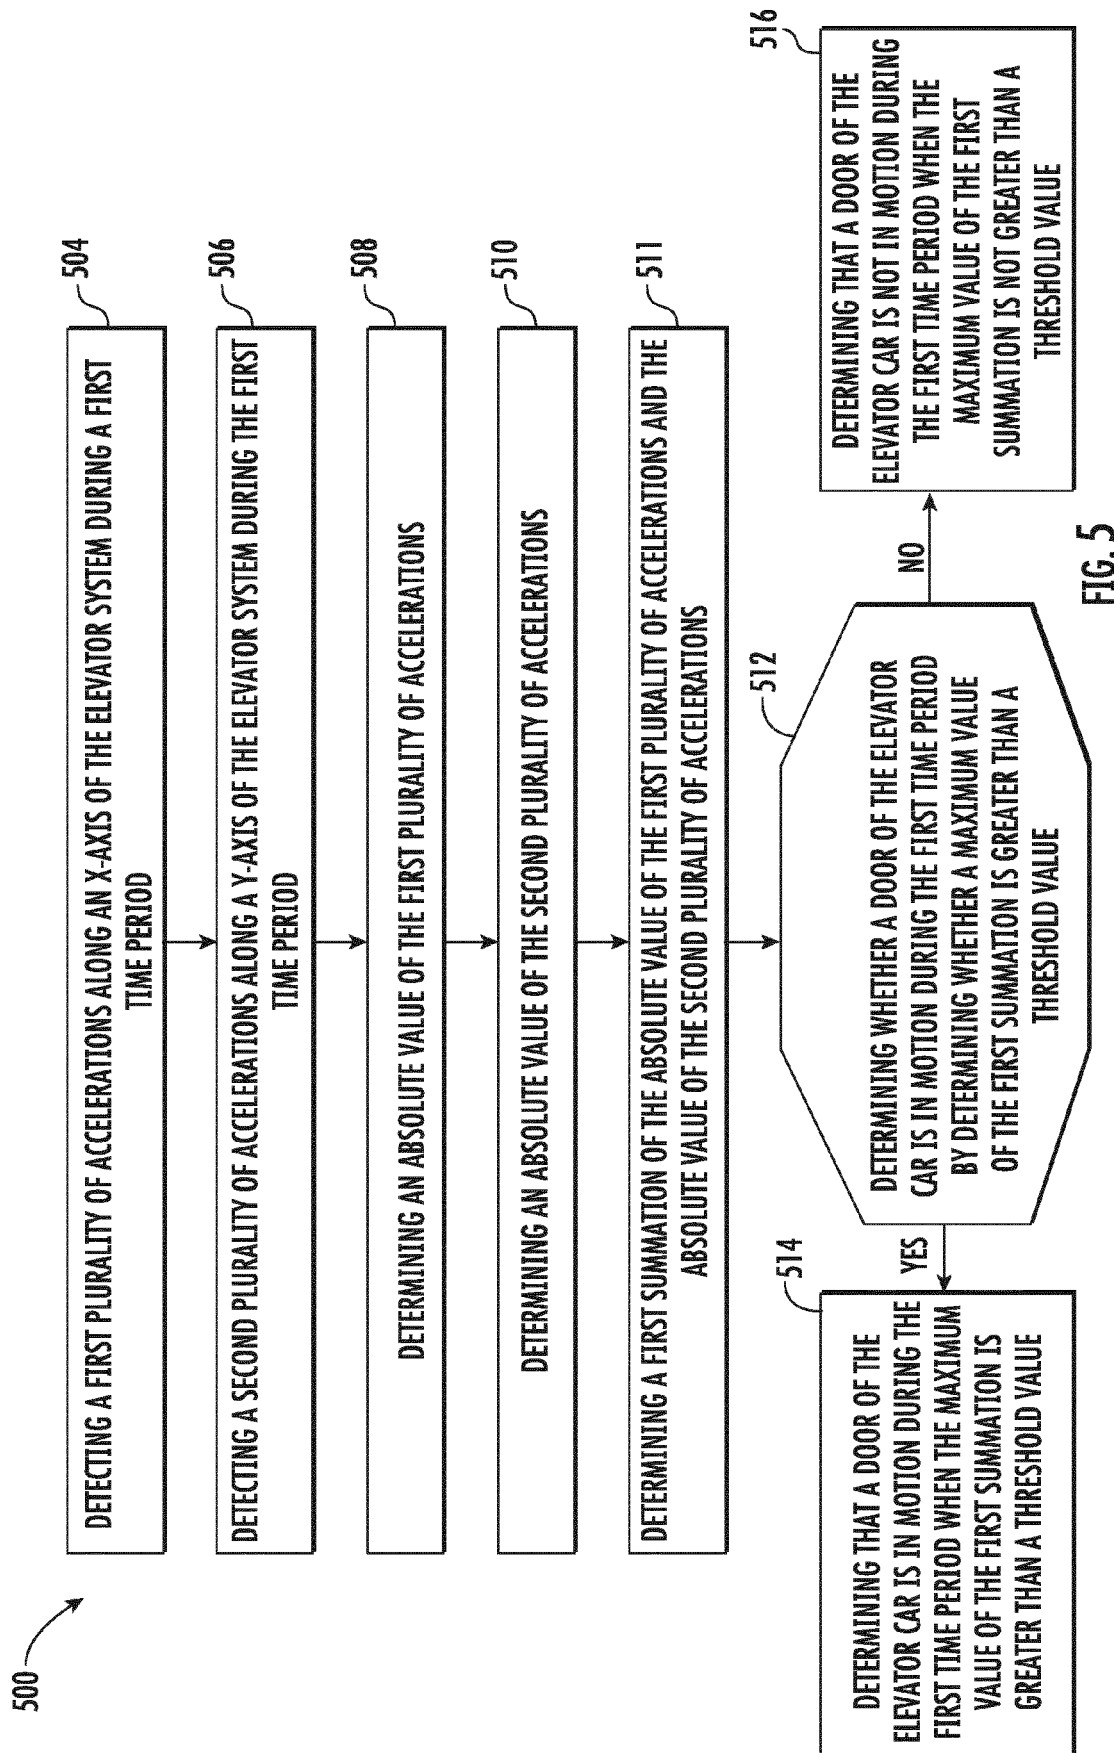 500
504
DETECTING A FIRST PLURALITY OF ACCELERATIONS ALONG AN X-AXIS OF THE ELEVATOR SYSTEM DURING A FIRST
TIME PERIOD
506
DETECTING A SECOND PLURALITY OF ACCELERATIONS ALONG A Y-AXIS OF THE ELEVATOR SYSTEM DURING THE FIRST
TIME PERIOD
508
DETERMINING AN ABSOLUTE VALUE OF THE FIRST PLURALITY OF ACCELERATIONS
510
DETERMINING AN ABSOLUTE VALUE OF THE SECOND PLURALITY OF ACCELERATIONS
511
DETERMINING A FIRST SUMMATION OF THE ABSOLUTE VALUE OF THE FIRST PLURALITY OF ACCELERATIONS AND THE
ABSOLUTE VALUE OF THE SECOND PLURALITY OF ACCELERATIONS
512
DETERMINING WHETHER A DOOR OF THE ELEVATOR
CAR IS IN MOTION DURING THE FIRST TIME PERIOD
BY DETERMINING WHETHER A MAXIMUM VALUE
OF THE FIRST SUMMATION IS GREATER THAN A
THRESHOLD VALUE
YES
514
DETERMINING THAT A DOOR OF THE
ELEVATOR CAR IS IN MOTION DURING THE
FIRST TIME PERIOD WHEN THE MAXIMUM
VALUE OF THE FIRST SUMMATION IS
GREATER THAN A THRESHOLD VALUE
NO
516
DETERMINING THAT A DOOR OF THE
ELEVATOR CAR IS NOT IN MOTION DURING
THE FIRST TIME PERIOD WHEN THE
MAXIMUM VALUE OF THE FIRST
SUMMATION IS NOT GREATER THAN A
THRESHOLD VALUE
FIG. 5